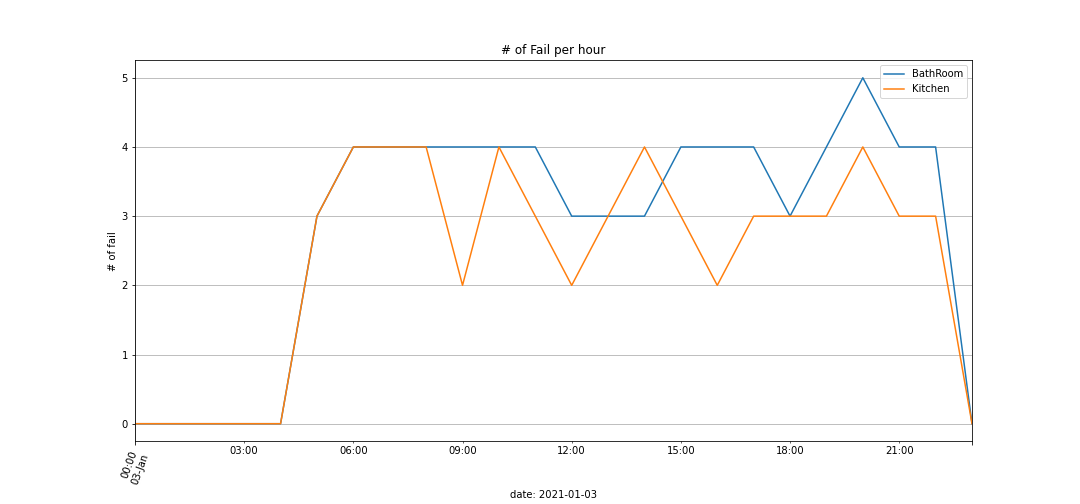 # of Fail per hour
BathRoom
Kitchen
5
4
3
2
1
0
# of fail
00:00
03-Jan
03:00
06:00
09:00
12:00
15:00
18:00
21:00
date: 2021-01-03